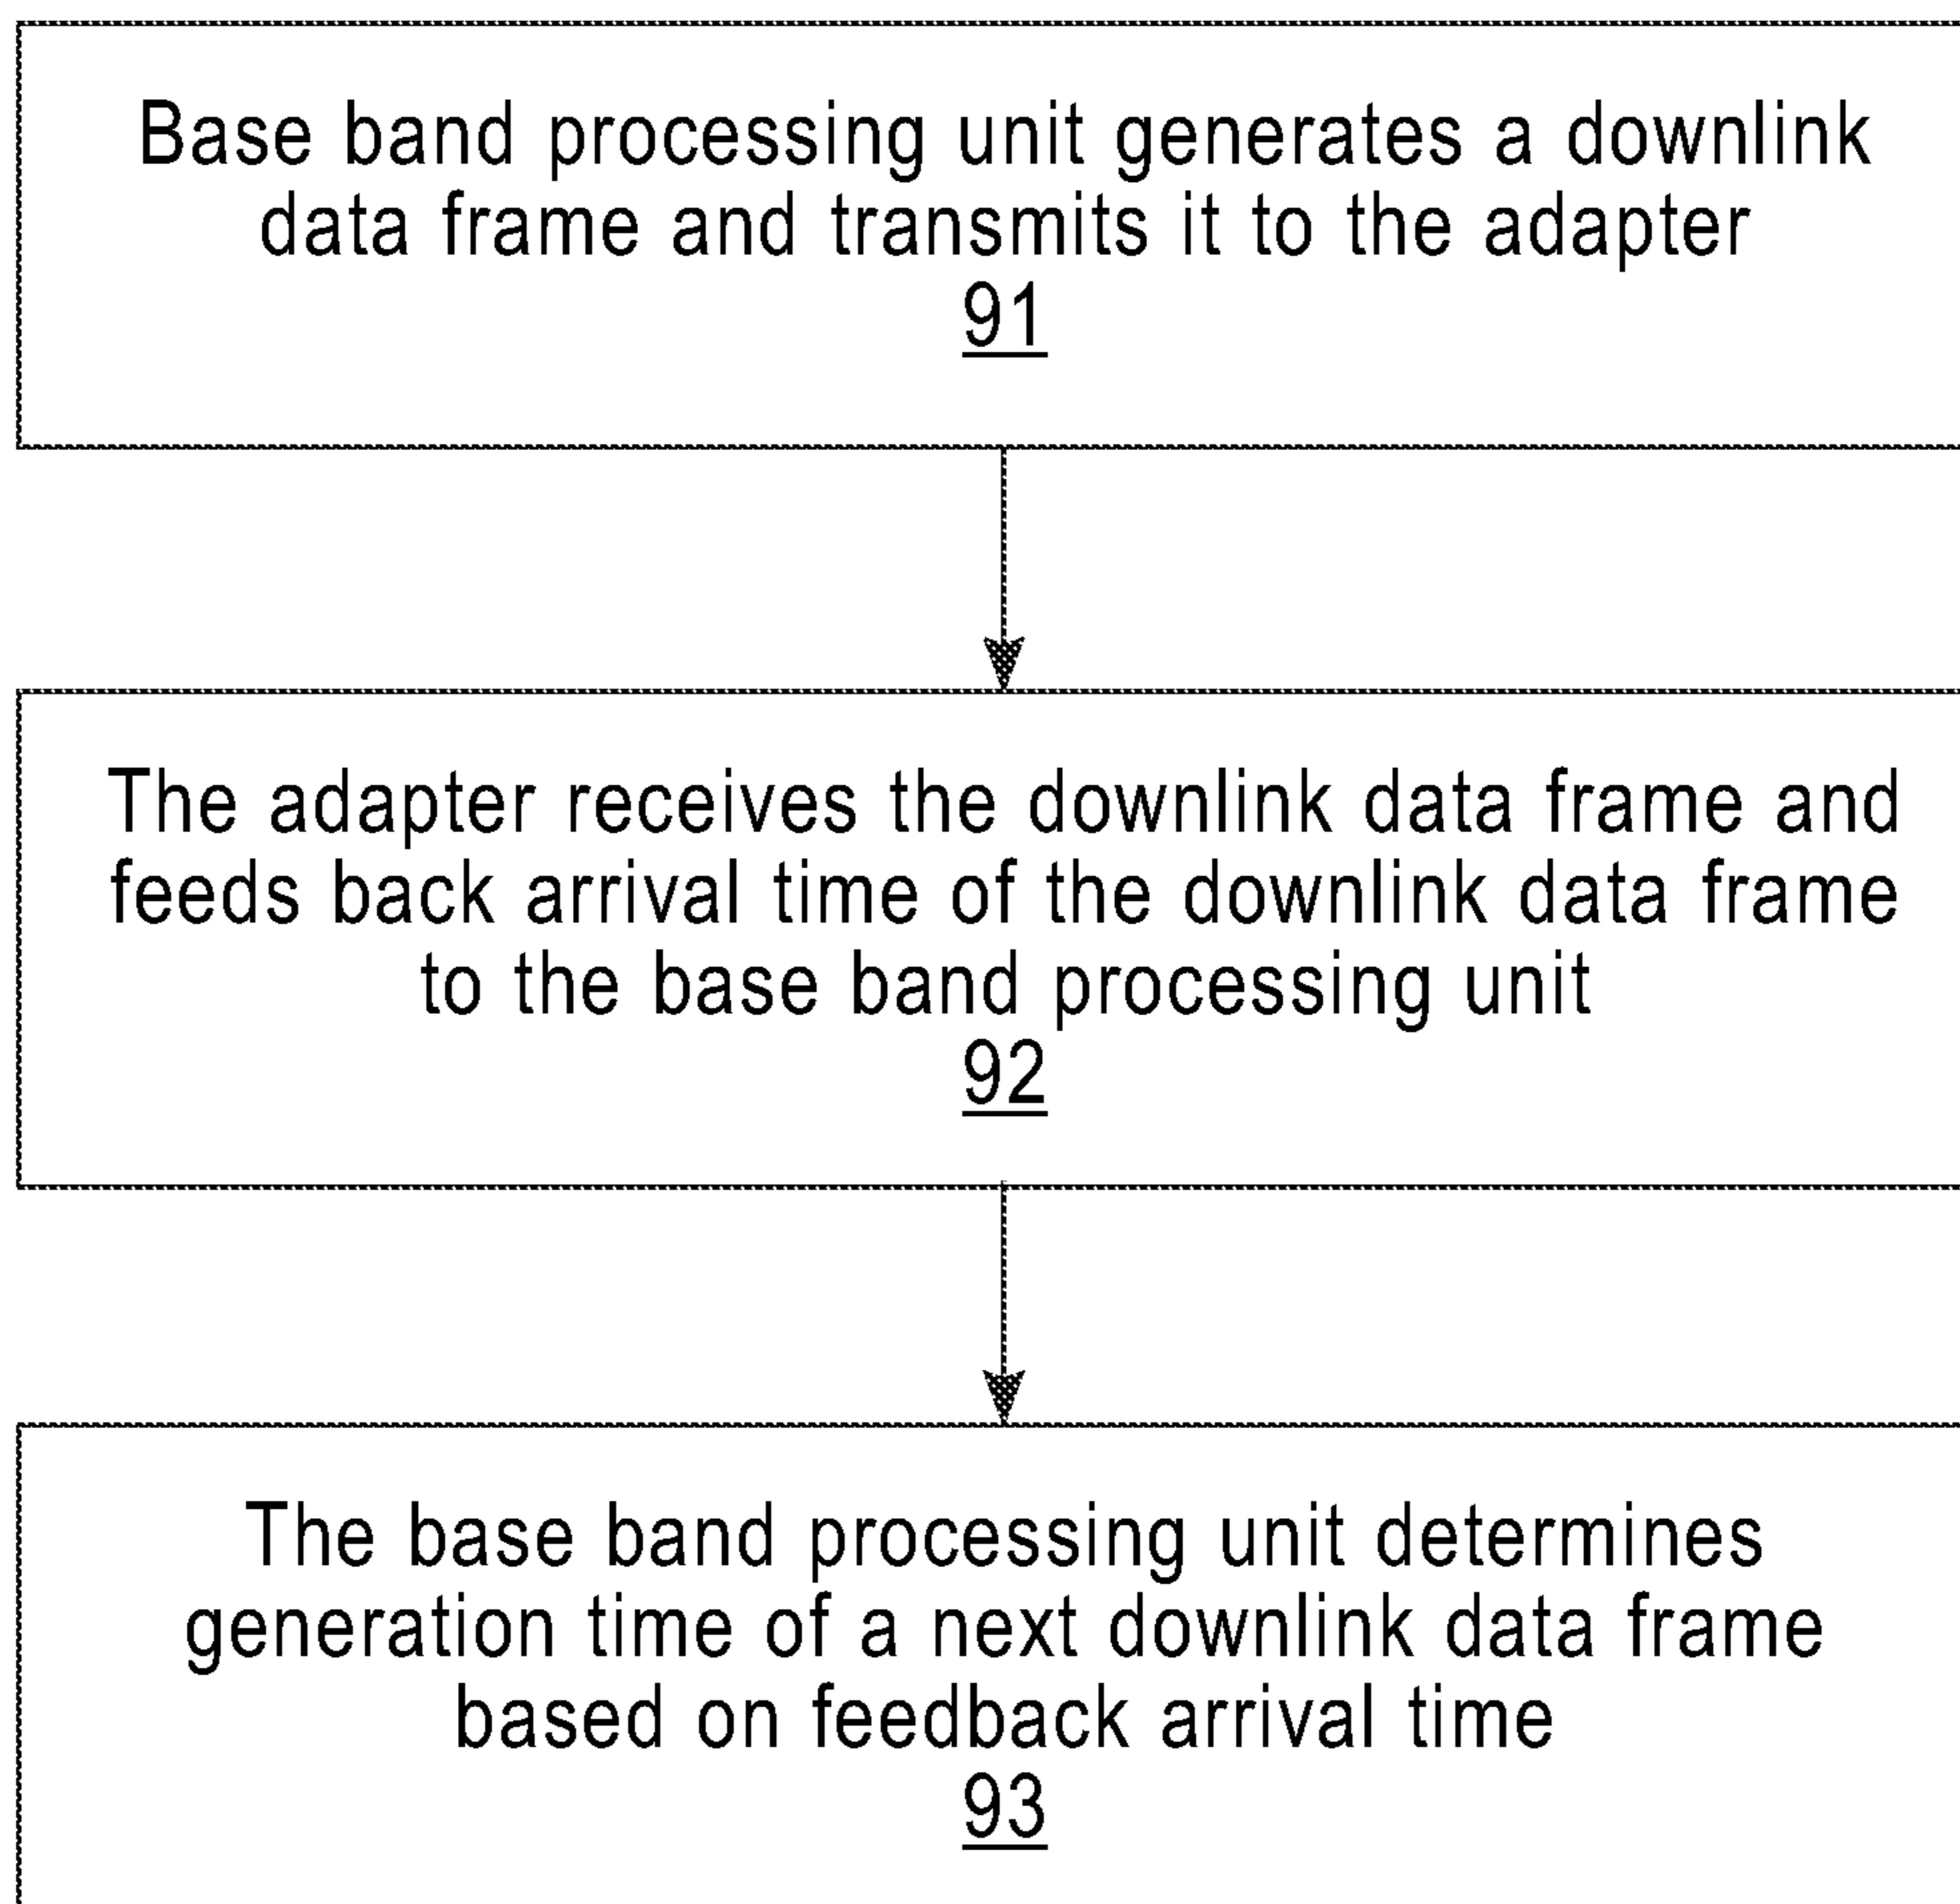 Base band processing unit generates a downlink
data frame and transmits it to the adapter
91
The adapter receives the downlink data frame and
feeds back arrival time of the downlink data frame
to the base band processing unit
92
The base band processing unit determines
generation time of a next downlink data frame
based on feedback arrival time
93